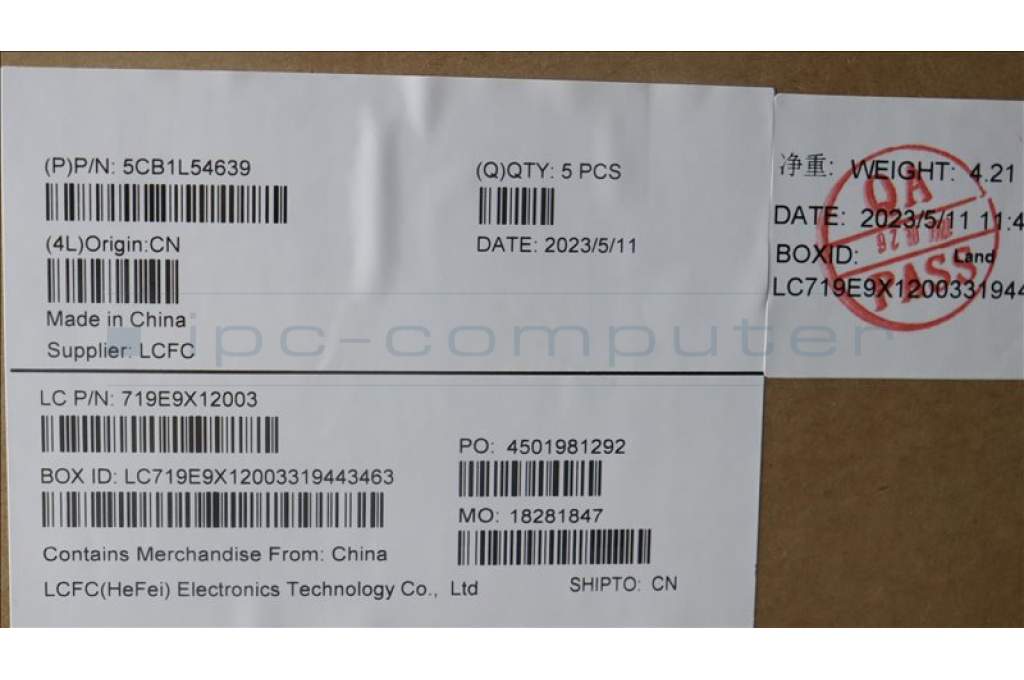 (P)P/N: 5CB1L54639
(Q)QTY: 5 PCS
(4L)Origin:CN
DATE: 2023/5/11
Made in China
Supplier: LCFC
ipc-computer
LC P/N: 719E9X12003
PO: 4501981292
BOX ID: LC719E9X12003319443463
MO: 18281847
Contains Merchandise From: China
LCFC(HeFei) Electronics Technology Co., Ltd
SHIPTO: CN
净重: WEIGHT: 4.21
DATE: 2023/5/11 11:4
BOXID: Land
LC719E9X1200331944
QA
PASS